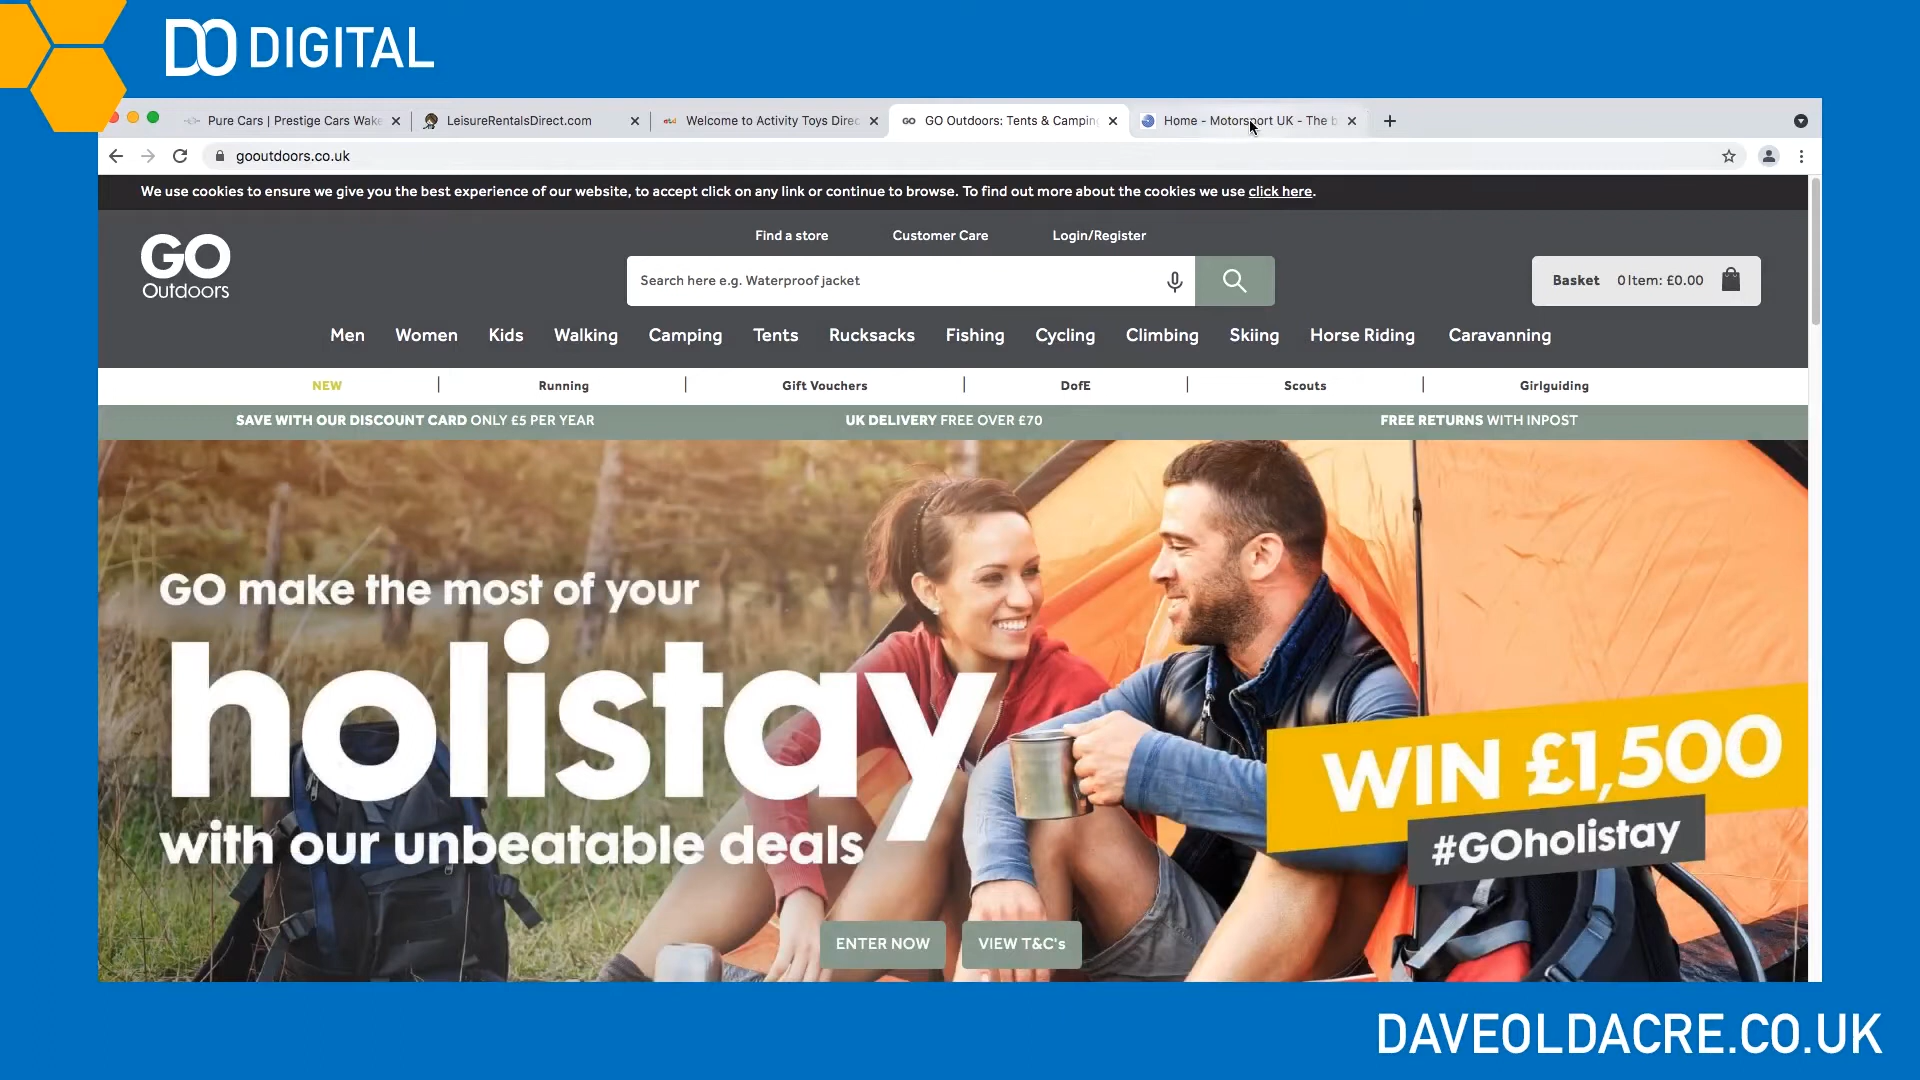 DO DIGITAL
Pure Cars | Prestige Cars Wake
LeisureRentalsDirect.com
Welcome to Activity Toys Direc
GO GO Outdoors: Tents & Campin
Home - Motorsport UK - The b
gooutdoors.co.uk
We use cookies to ensure we give you the best experience of our website, to accept click on any link or continue to browse. To find out more about the cookies we use click here.
Find a store
Customer Care
Login/Register
GO
Outdoors
Search here e.g. Waterproof jacket
Basket 0 Item: £0.00
Men Women Kids Walking Camping Tents Rucksacks Fishing Cycling Climbing Skiing Horse Riding Caravanning
NEW Running Gift Vouchers DofE Scouts Girlguiding
SAVE WITH OUR DISCOUNT CARD ONLY £5 PER YEAR
UK DELIVERY FREE OVER £70
FREE RETURNS WITH INPOST
GO make the most of your
holistay
with our unbeatable deals
WIN £1,500
#GOholistay
ENTER NOW
VIEW T&C's
DAVEOLDACRE.CO.UK